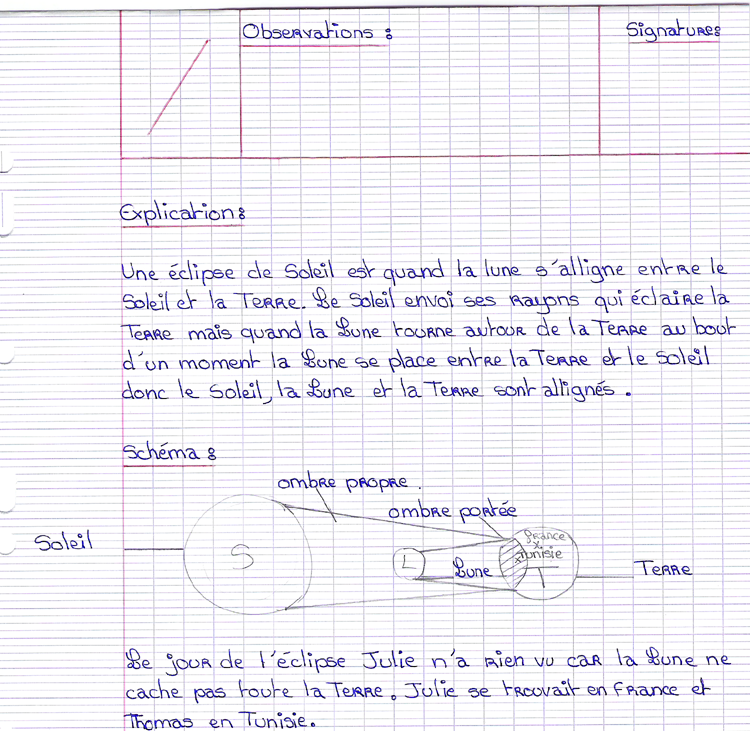 Observations :
Signature :
Explication :
Une éclipse de Soleil est quand la lune s'alligne entre le
Soleil et la Terre. Le Soleil envoi ses rayons qui éclaire la
Terre mais quand la Lune tourne autour de la Terre au bout
d'un moment la Lune se place entre la Terre et le soleil
donc le soleil, la Lune et la Terre sont allignés.
Schéma :
ombre propre.
ombre portée
Soleil
S
L
Lune
France
x
xTunisie
T
Terre
Le jour de l'éclipse Julie n'a rien vu car la Lune ne
cache pas toute la Terre. Julie se trouvait en France et
Thomas en Tunisie.